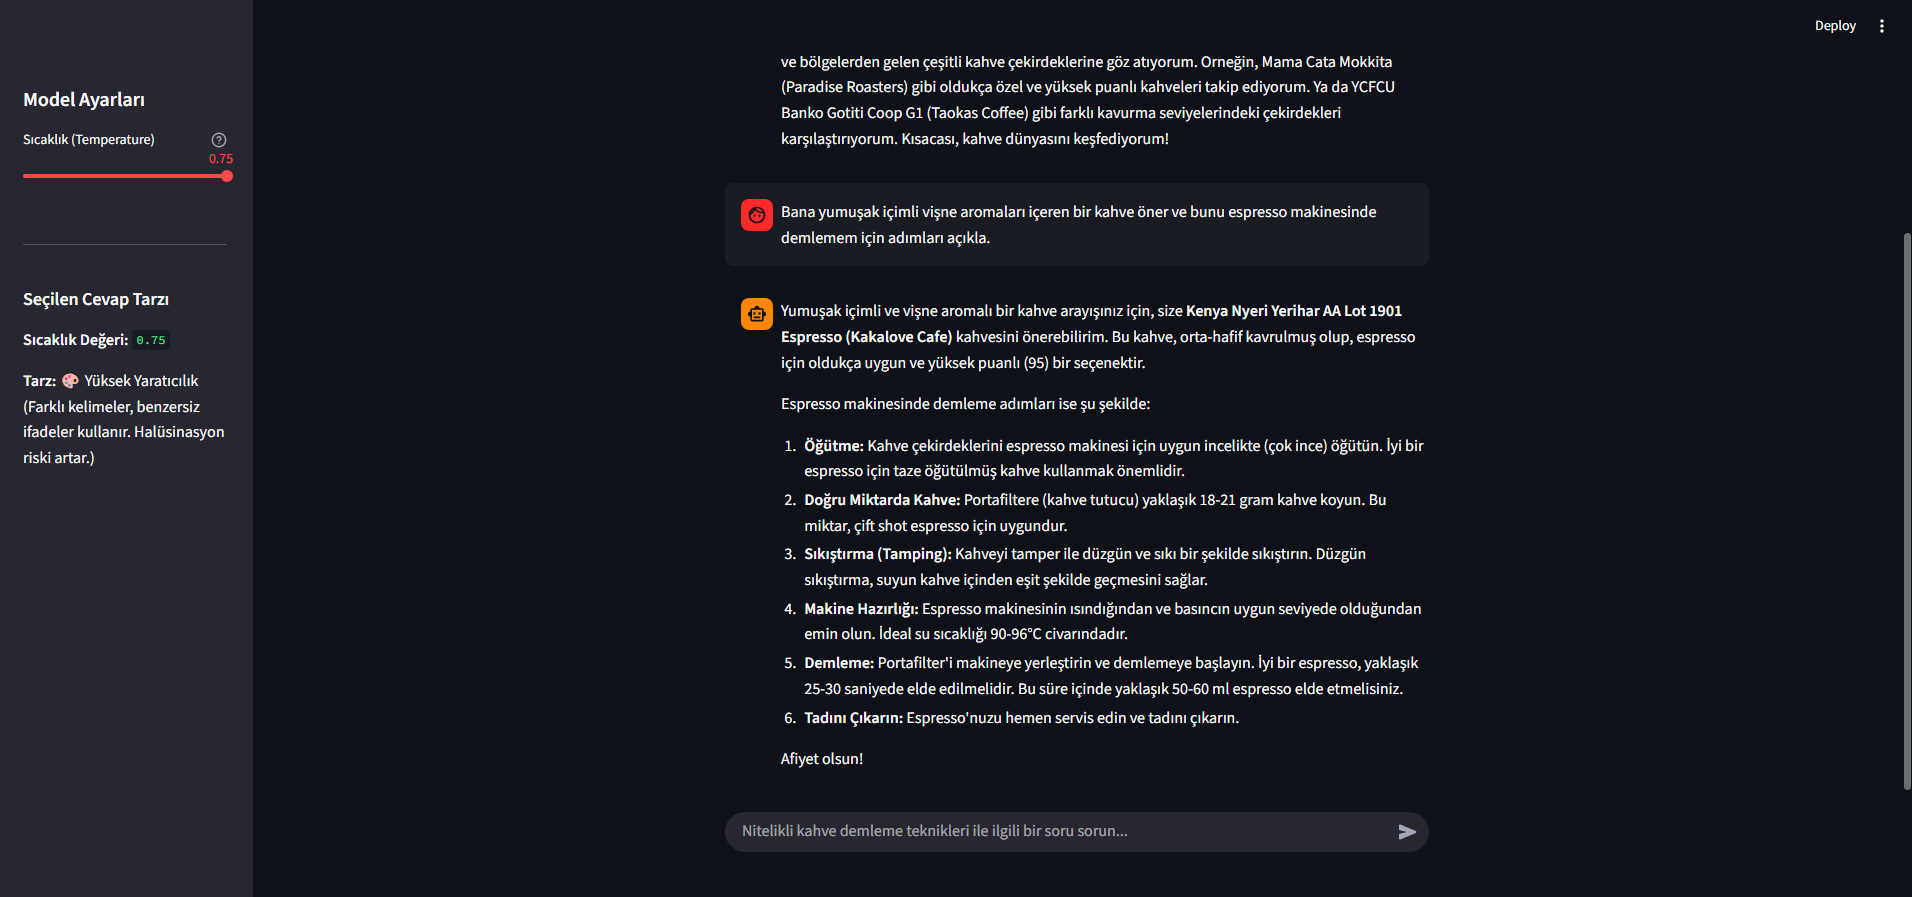 Deploy
Model Ayarları
Sıcaklık (Temperature)
0.75
Seçilen Cevap Tarzı
Sıcaklık Değeri: 0.75
Tarz: 🎨 Yüksek Yaratıcılık
(Farklı kelimeler, benzersiz
ifadeler kullanır. Halüsinasyon
riski artar.)
ve bölgelerden gelen çeşitli kahve çekirdeklerine göz atıyorum. Orneğin, Mama Cata Mokkita
(Paradise Roasters) gibi oldukça özel ve yüksek puanlı kahveleri takip ediyorum. Ya da YCFCU
Banko Gotiti Coop G1 (Taokas Coffee) gibi farklı kavurma seviyelerindeki çekirdekleri
karşılaştırıyorum. Kısacası, kahve dünyasını keşfediyorum!
Bana yumuşak içimli vişne aromaları içeren bir kahve öner ve bunu espresso makinesinde
demlemem için adımları açıkla.
Yumuşak içimli ve vişne aromalı bir kahve arayışınız için, size Kenya Nyeri Yerihar AA Lot 1901
Espresso (Kakalove Cafe) kahvesini önerebilirim. Bu kahve, orta-hafif kavrulmuş olup, espresso
için oldukça uygun ve yüksek puanlı (95) bir seçenektir.
Espresso makinesinde demleme adımları ise şu şekilde:
1. Öğütme: Kahve çekirdeklerini espresso makinesi için uygun incelikte (çok ince) öğütün. İyi bir
espresso için taze öğütülmüş kahve kullanmak önemlidir.
2. Doğru Miktarda Kahve: Portafiltere (kahve tutucu) yaklaşık 18-21 gram kahve koyun. Bu
miktar, çift shot espresso için uygundur.
3. Sıkıştırma (Tamping): Kahveyi tamper ile düzgün ve sıkı bir şekilde sıkıştırın. Düzgün
sıkıştırma, suyun kahve içinden eşit şekilde geçmesini sağlar.
4. Makine Hazırlığı: Espresso makinesinin ısındığından ve basıncın uygun seviyede olduğundan
emin olun. İdeal su sıcaklığı 90-96°C civarındadır.
5. Demleme: Portafilter'i makineye yerleştirin ve demlemeye başlayın. İyi bir espresso, yaklaşık
25-30 saniyede elde edilmelidir. Bu süre içinde yaklaşık 50-60 ml espresso elde etmelisiniz.
6. Tadını Çıkarın: Espresso'nuzu hemen servis edin ve tadını çıkarın.
Afiyet olsun!
Nitelikli kahve demleme teknikleri ile ilgili bir soru sorun...